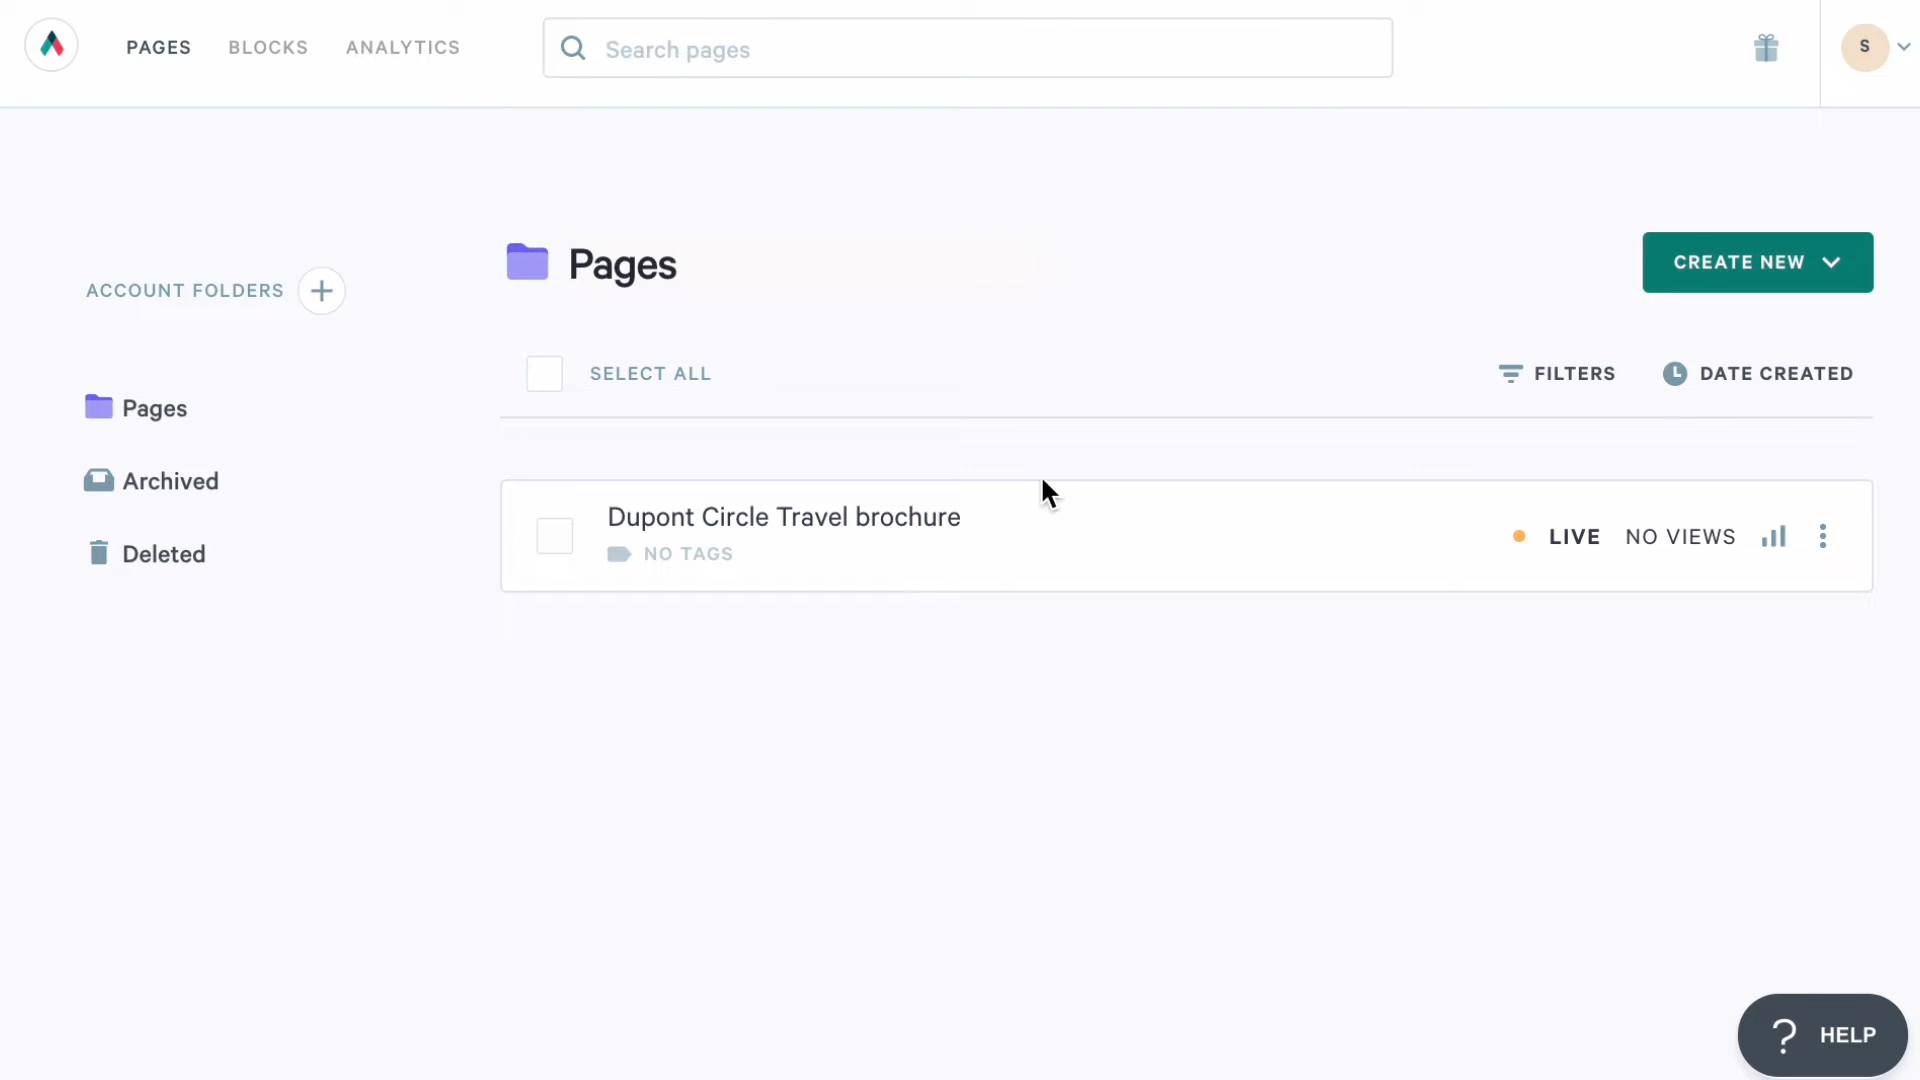 PAGES BLOCKS ANALYTICS Search pages S
Pages CREATE NEW
ACCOUNT FOLDERS
SELECT ALL FILTERS DATE CREATED
Pages
Archived
Deleted
Dupont Circle Travel brochure
NO TAGS
LIVE NO VIEWS
? HELP